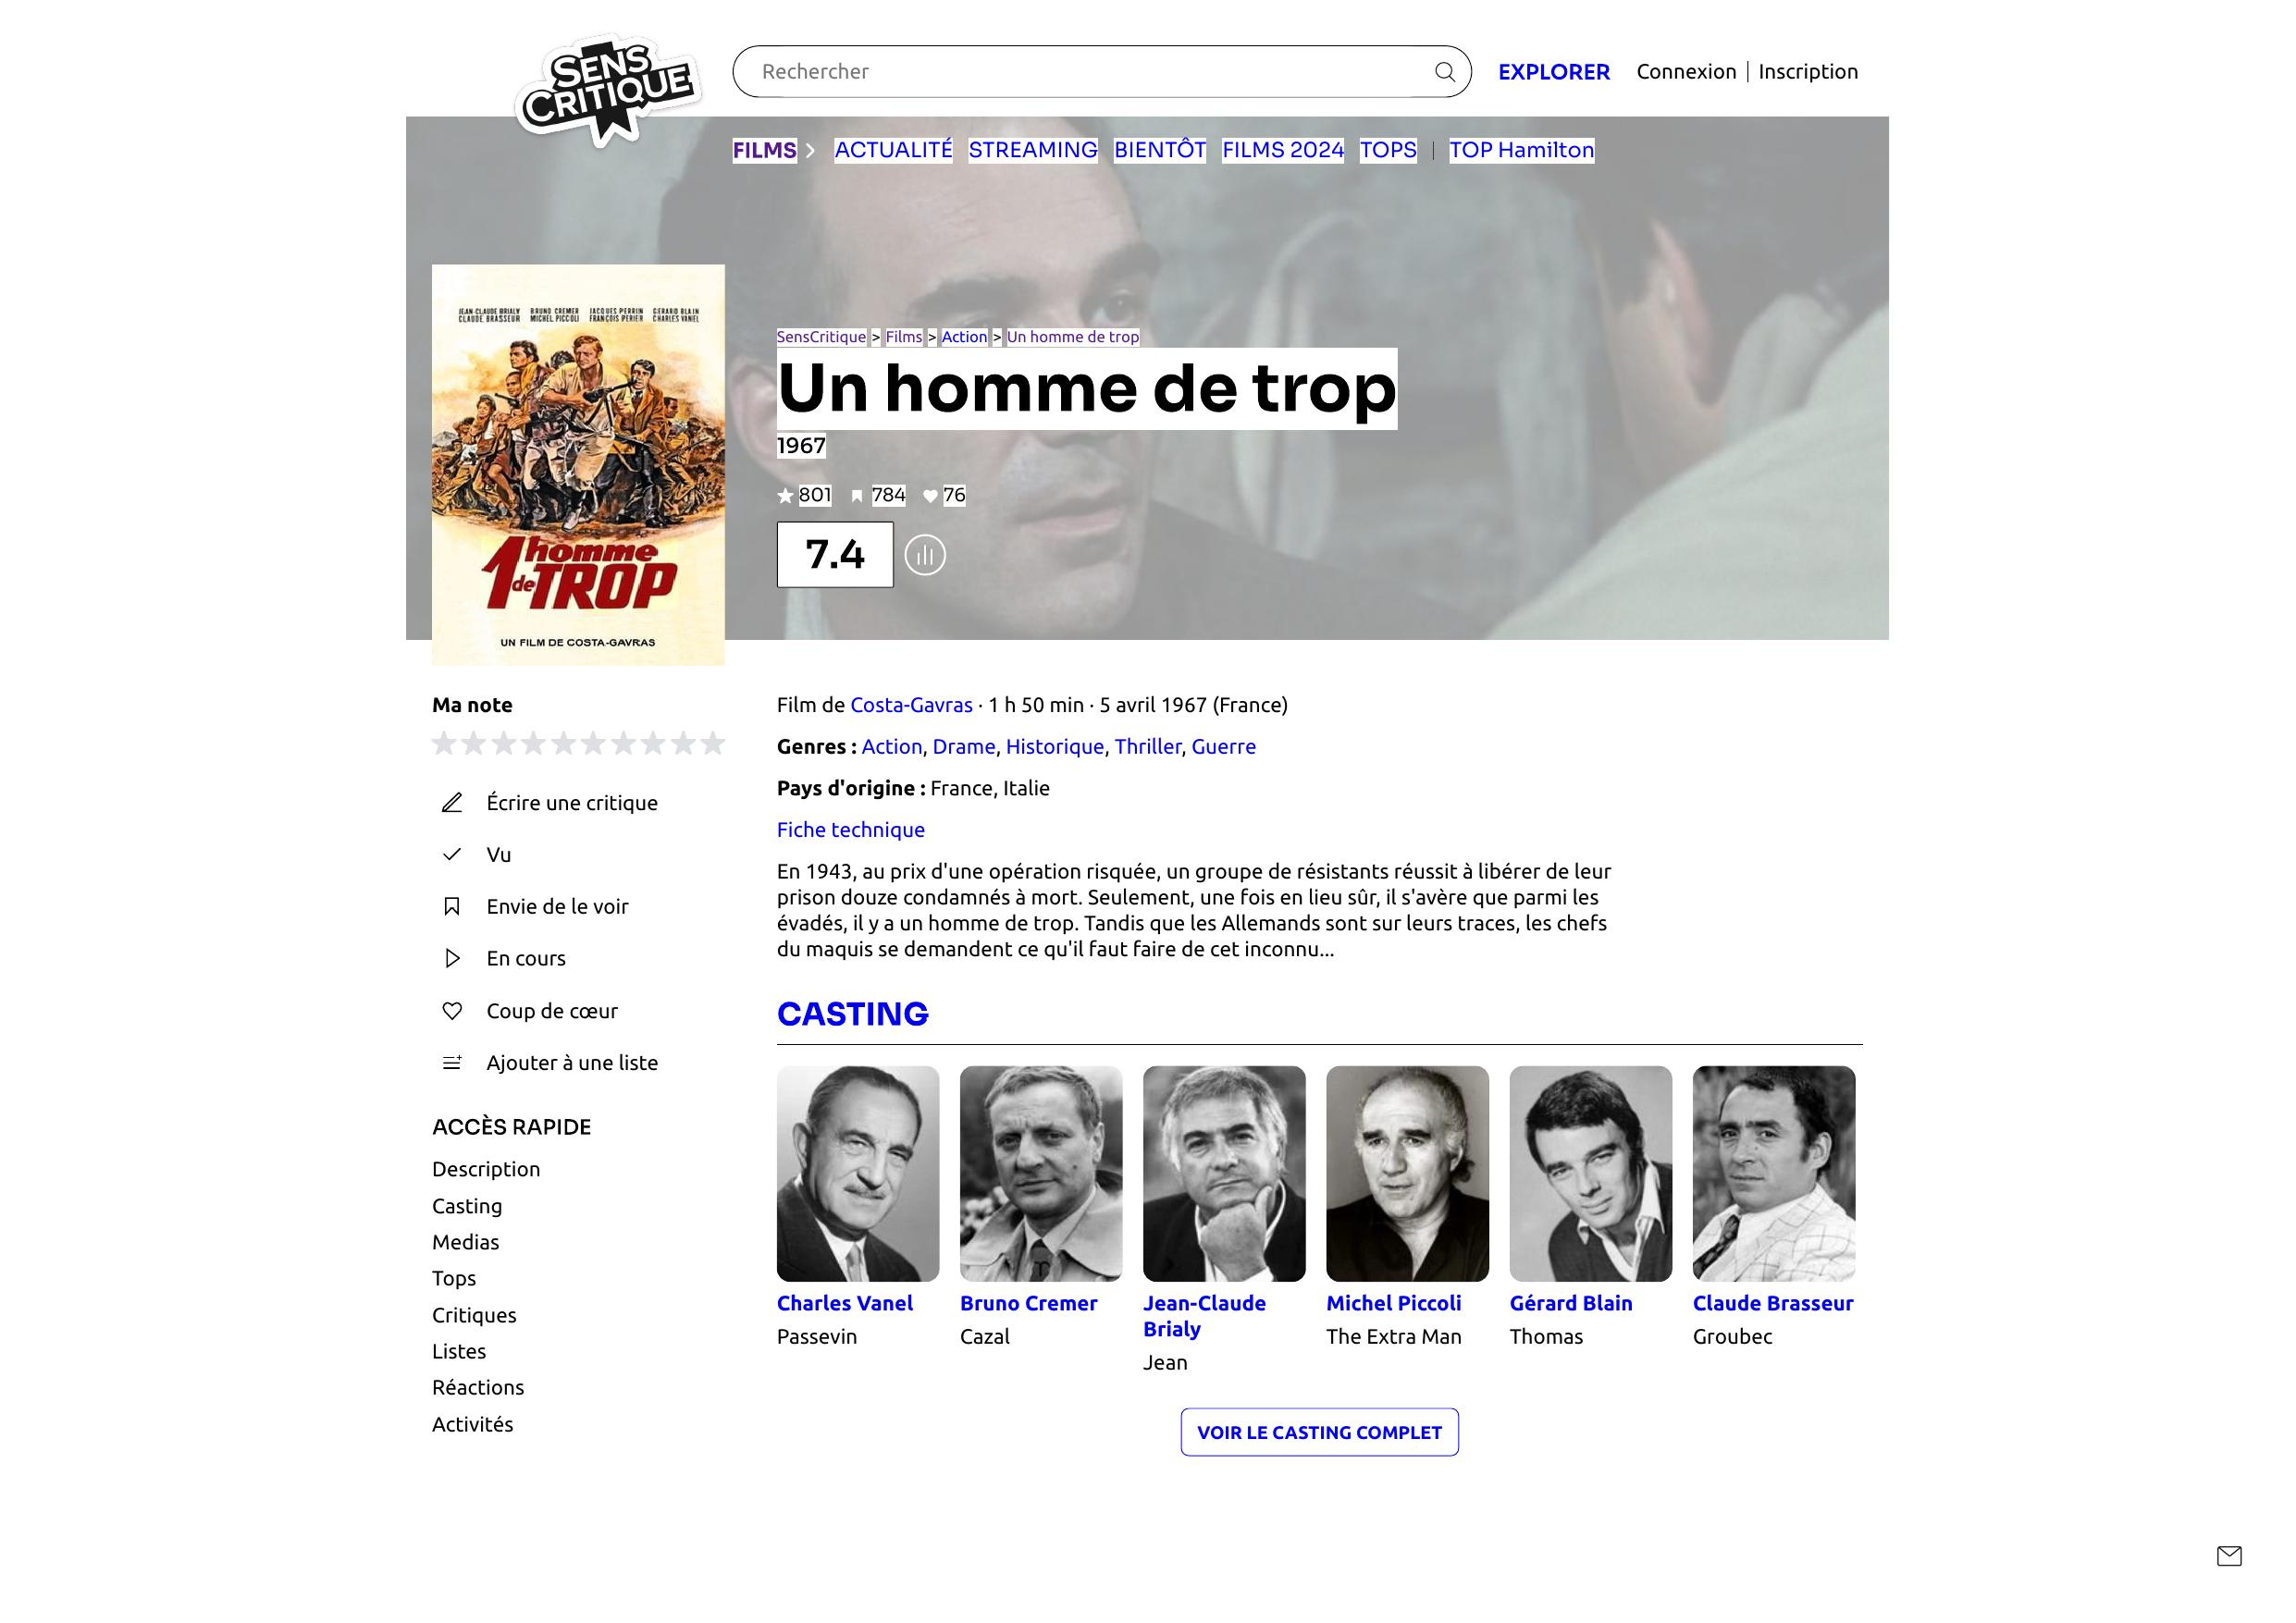 SENS
CRITIQUE
Rechercher
EXPLORER
Connexion | Inscription
FILMS
ACTUALITÉ
STREAMING
BIENTÔT
FILMS 2024
TOPS
|
TOP Hamilton
JEAN-CLAUDE BRIALY BRUNO CREMER JACQUES PERRIN GERARD BLAIN
CLAUDE BRASSEUR MICHEL PICCOLI FRANÇOIS PERIER CHARLES VANEL
1 homme
de TROP
UN FILM DE COSTA-GAVRAS
SensCritique > Films > Action > Un homme de trop
Un homme de trop
1967
801 784 76
7.4
Ma note
Écrire une critique
Vu
Envie de le voir
En cours
Coup de cœur
Ajouter à une liste
ACCÈS RAPIDE
Description
Casting
Medias
Tops
Critiques
Listes
Réactions
Activités
Film de Costa-Gavras · 1 h 50 min · 5 avril 1967 (France)
Genres : Action, Drame, Historique, Thriller, Guerre
Pays d'origine : France, Italie
Fiche technique
En 1943, au prix d'une opération risquée, un groupe de résistants réussit à libérer de leur
prison douze condamnés à mort. Seulement, une fois en lieu sûr, il s'avère que parmi les
évadés, il y a un homme de trop. Tandis que les Allemands sont sur leurs traces, les chefs
du maquis se demandent ce qu'il faut faire de cet inconnu...
CASTING
Charles Vanel
Passevin
Bruno Cremer
Cazal
Jean-Claude
Brialy
Jean
Michel Piccoli
The Extra Man
Gérard Blain
Thomas
Claude Brasseur
Groubec
VOIR LE CASTING COMPLET